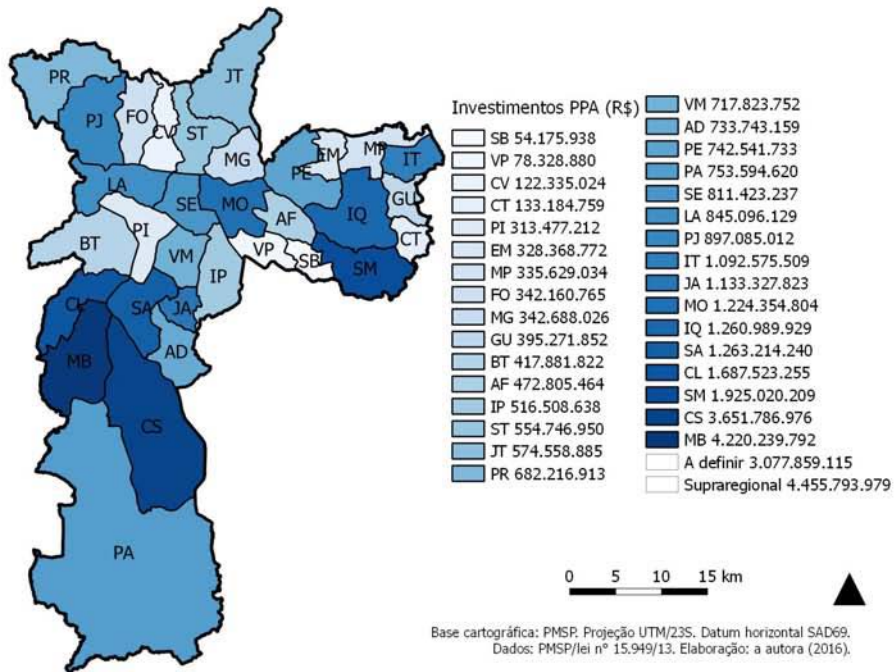 PR
JT
PJ
FO
CV
ST
MG
EM
MP
IT
PE
LA
SE
MO
AF
IQ
GU
BT
PI
VM
IP
VP
SB
SM
CT
CL
SA
JA
MB
AD
CS
PA
Investimentos PPA (R$)
SB 54.175.938
VP 78.328.880
CV 122.335.024
CT 133.184.759
PI 313.477.212
EM 328.368.772
MP 335.629.034
FO 342.160.765
MG 342.688.026
GU 395.271.852
BT 417.881.822
AF 472.805.464
IP 516.508.638
ST 554.746.950
JT 574.558.885
PR 682.216.913
VM 717.823.752
AD 733.743.159
PE 742.541.733
PA 753.594.620
SE 811.423.237
LA 845.096.129
PJ 897.085.012
IT 1.092.575.509
JA 1.133.327.823
MO 1.224.354.804
IQ 1.260.989.929
SA 1.263.214.240
CL 1.687.523.255
SM 1.925.020.209
CS 3.651.786.976
MB 4.220.239.792
A definir 3.077.859.115
Supraregional 4.455.793.979
0 5 10 15 km
Base cartográfica: PMSP. Projeção UTM/23S. Datum horizontal SAD69.
Dados: PMSP/lei n° 15.949/13. Elaboração: a autora (2016).